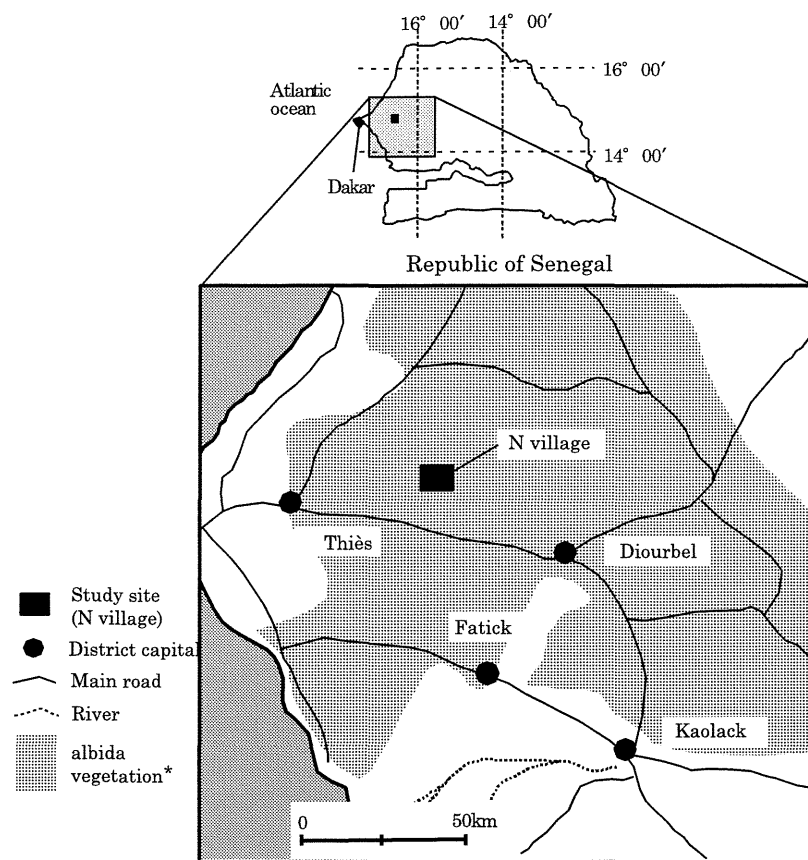 16° 00′ 14° 00′
16° 00′
Atlantic
ocean
14° 00′
Dakar
Republic of Senegal
N village
Thiès
Diourbel
Fatick
Kaolack
Study site
(N village)
District capital
Main road
River
albida
vegetation*
0 50km